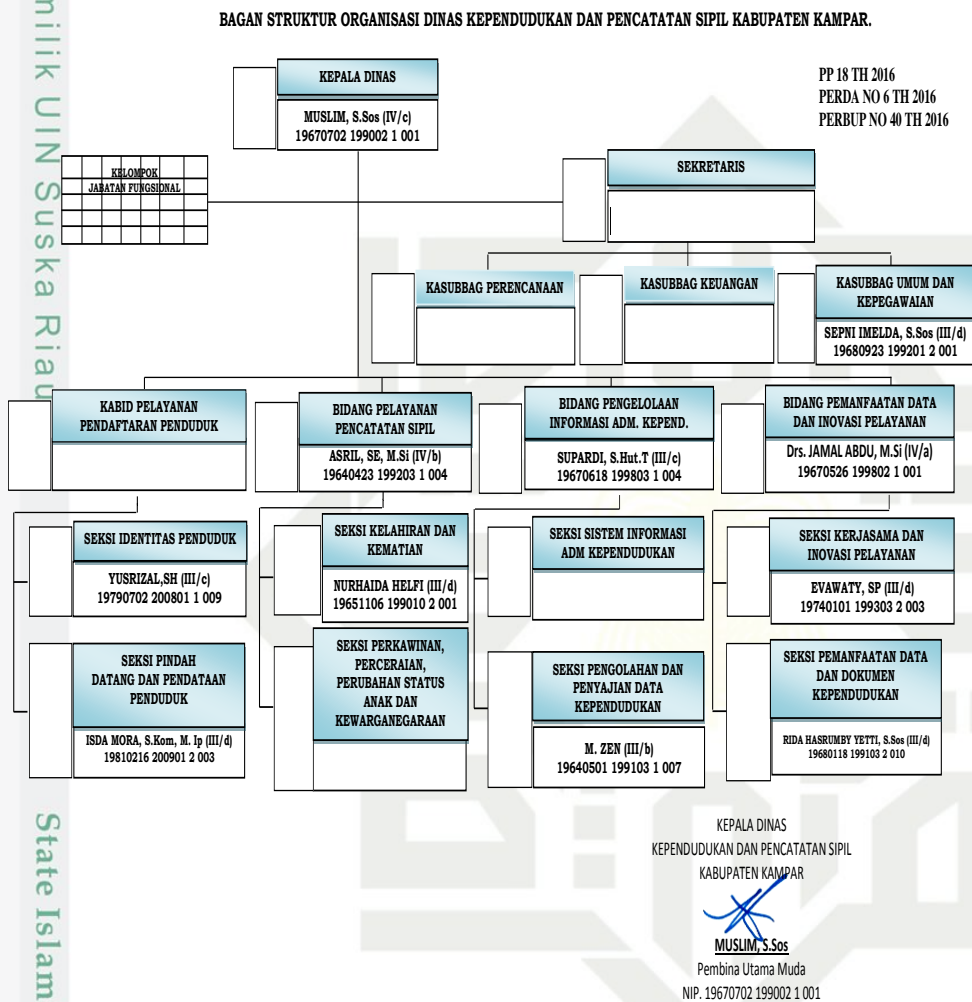 BAGAN STRUKTUR ORGANISASI DINAS KEPENDUDUKAN DAN PENCATATAN SIPIL KABUPATEN KAMPAR.
milik UIN Suska Riau
State Islam
PP 18 TH 2016
PERDA NO 6 TH 2016
PERBUP NO 40 TH 2016
KEPALA DINAS
MUSLIM, S.Sos (IV/c)
19670702 199002 1 001
KELOMPOK
JABATAN FUNGSIONAL
SEKRETARIS
KASUBBAG PERENCANAAN
KASUBBAG KEUANGAN
KASUBBAG UMUM DAN
KEPEGAWAIAN
SEPNI IMELDA, S.Sos (III/d)
19680923 199201 2 001
KABID PELAYANAN
PENDAFTARAN PENDUDUK
BIDANG PELAYANAN
PENCATATAN SIPIL
ASRIL, SE, M.Si (IV/b)
19640423 199203 1 004
BIDANG PENGELOLAAN
INFORMASI ADM. KEPEND.
SUPARDI, S.Hut.T (III/c)
19670618 199803 1 004
BIDANG PEMANFAATAN DATA
DAN INOVASI PELAYANAN
Drs. JAMAL ABDU, M.Si (IV/a)
19670526 199802 1 001
SEKSI IDENTITAS PENDUDUK
YUSRIZAL,SH (III/c)
19790702 200801 1 009
SEKSI KELAHIRAN DAN
KEMATIAN
NURHAIDA HELFI (III/d)
19651106 199010 2 001
SEKSI SISTEM INFORMASI
ADM KEPENDUDUKAN
SEKSI KERJASAMA DAN
INOVASI PELAYANAN
EVAWATY, SP (III/d)
19740101 199303 2 003
SEKSI PINDAH
DATANG DAN PENDATAAN
PENDUDUK
ISDA MORA, S.Kom, M. Ip (III/d)
19810216 200901 2 003
SEKSI PERKAWINAN,
PERCERAIAN,
PERUBAHAN STATUS
ANAK DAN
KEWARGANEGARAAN
SEKSI PENGOLAHAN DAN
PENYAJIAN DATA
KEPENDUDUKAN
M. ZEN (III/b)
19640501 199103 1 007
SEKSI PEMANFAATAN DATA
DAN DOKUMEN
KEPENDUDUKAN
RIDA HASRUMBY YETTI, S.Sos (III/d)
19680118 199103 2 010
KEPALA DINAS
KEPENDUDUKAN DAN PENCATATAN SIPIL
KABUPATEN KAMPAR
MUSLIM, S.Sos
Pembina Utama Muda
NIP. 19670702 199002 1 001